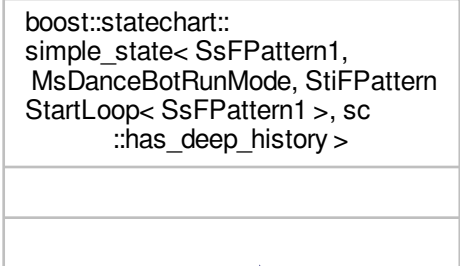 boost::statechart::
simple_state< SsFPattern1,
MsDanceBotRunMode, StiFPattern
StartLoop< SsFPattern1 >, sc
::has_deep_history >